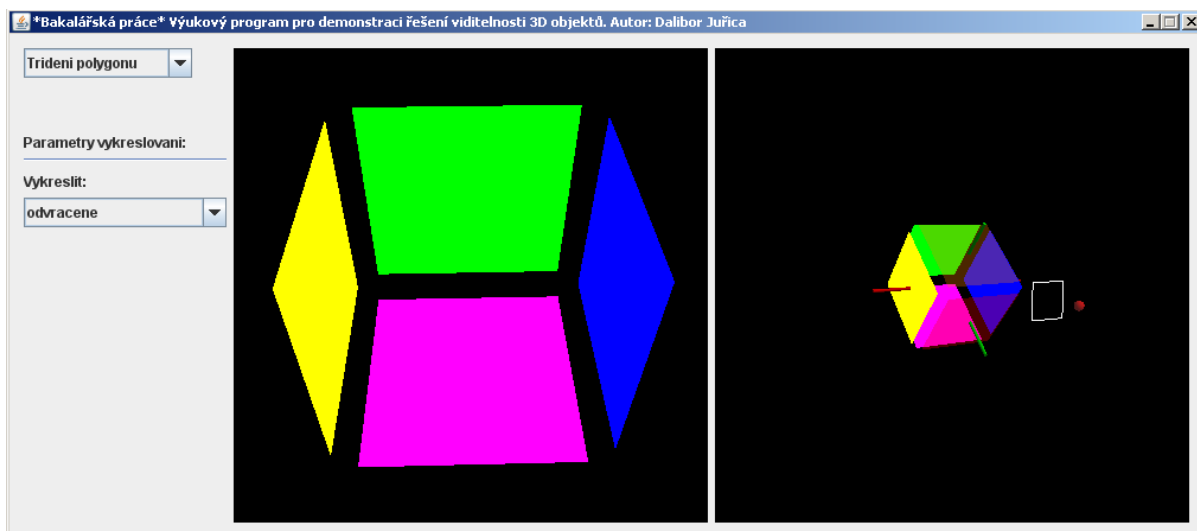 *Bakalářská práce* Výukový program pro demonstraci řešení viditelnosti 3D objektů. Autor: Dalibor Juřica
Trideni polygonu
Parametry vykreslovani:
Vykreslit:
odvracene